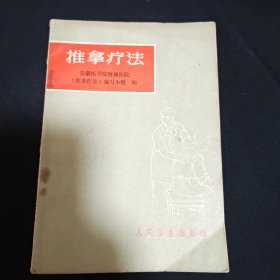 推拿疗法
安徽医学院附属医院
《推拿疗法》编写小组 编
人民卫生出版社